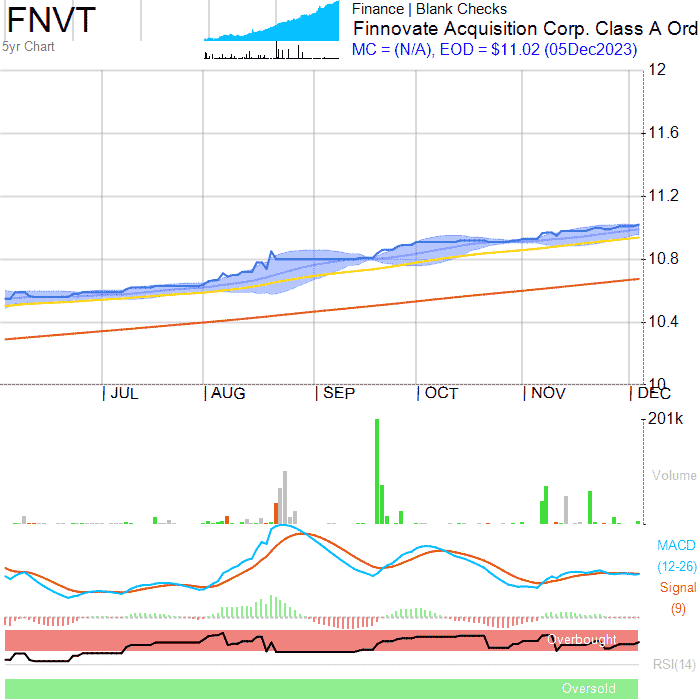 FNVT
5yr Chart
Finance | Blank Checks
Finnovate Acquisition Corp. Class A Ord
MC = (N/A), EOD = $11.02 (05Dec2023)
12
11.6
11.2
10.8
10.4
10
JUL AUG SEP OCT NOV DEC
201k
Volume
MACD
(12-26)
Signal
(9)
Overbought
RSI(14)
Oversold